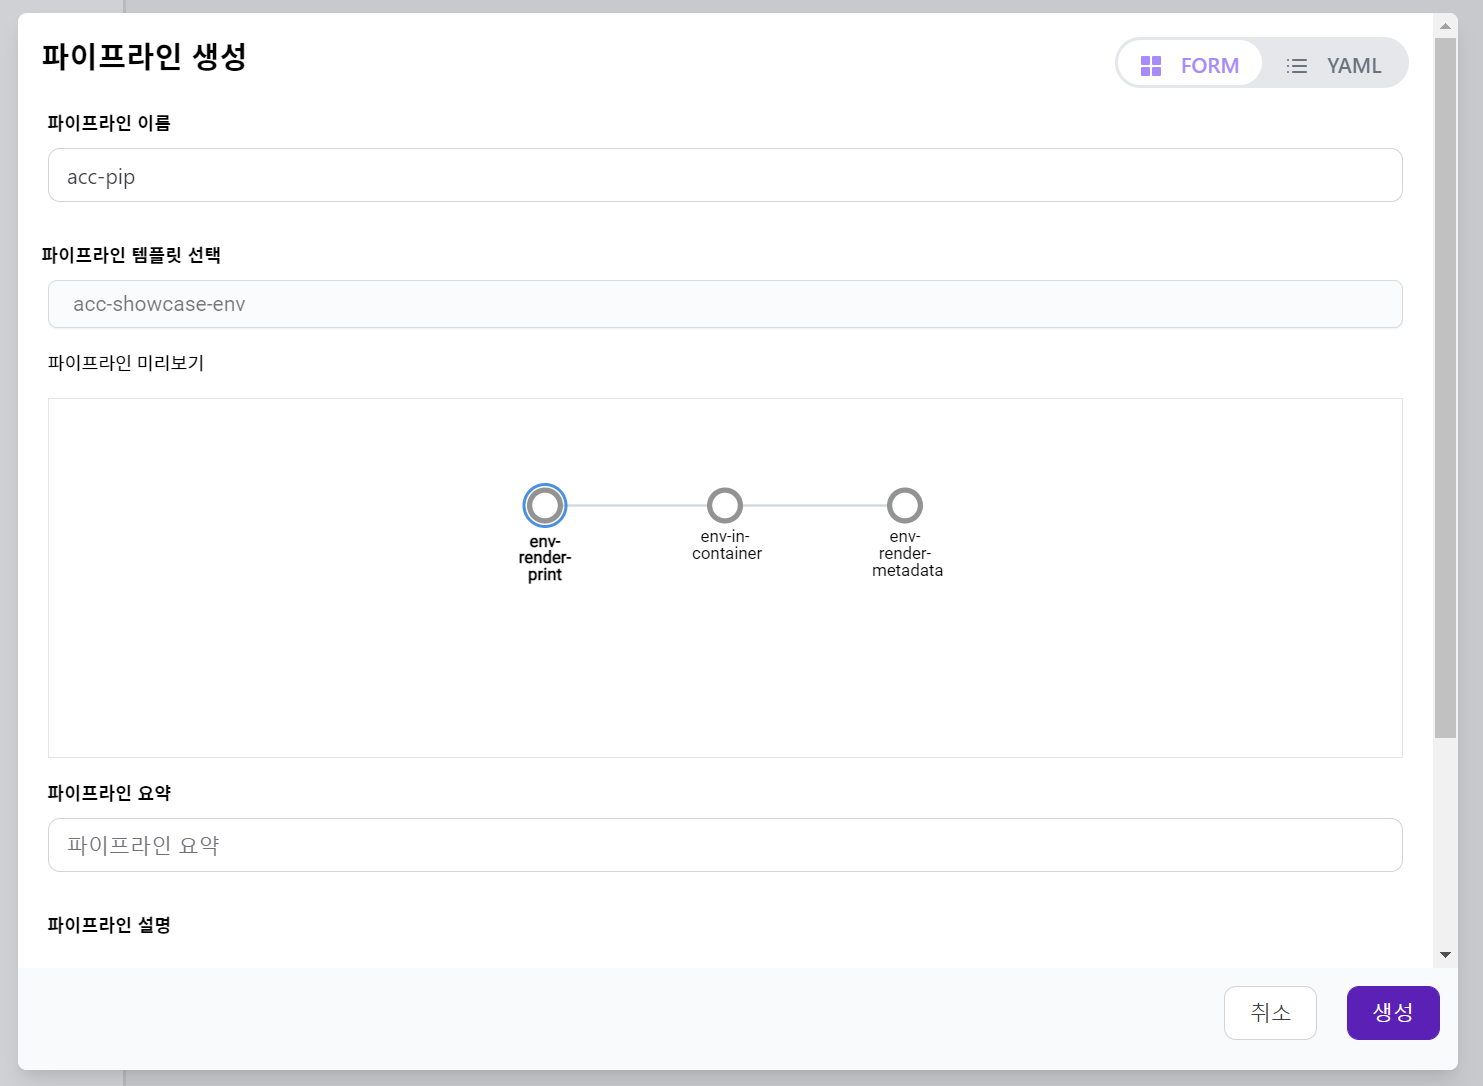 파이프라인 생성
FORM
YAML
파이프라인 이름
acc-pip
파이프라인 템플릿 선택
acc-showcase-env
파이프라인 미리보기
env-
render-
print
env-in-
container
env-
render-
metadata
파이프라인 요약
파이프라인 요약
파이프라인 설명
취소
생성